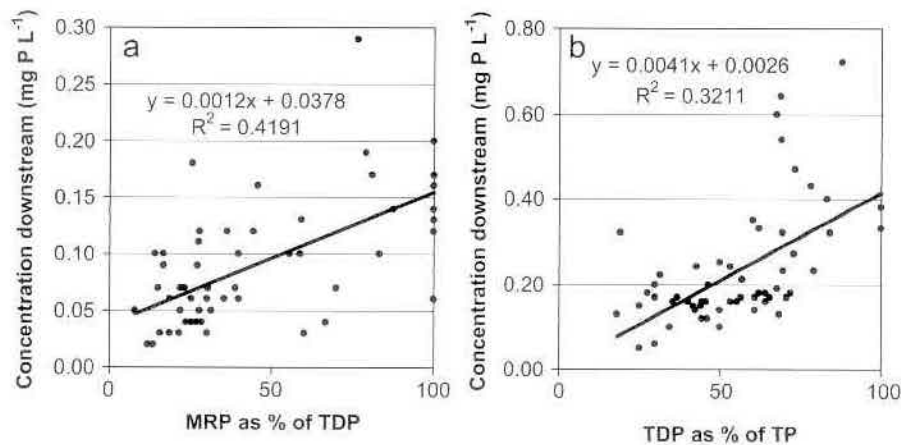 a
y = 0.0012x + 0.0378
R² = 0.4191
Concentration downstream (mg P L⁻¹)
0.30
0.25
0.20
0.15
0.10
0.05
0.00
0
50
100
MRP as % of TDP
b
y = 0.0041x + 0.0026
R² = 0.3211
Concentration downstream (mg P L⁻¹)
0.80
0.60
0.40
0.20
0.00
0
50
100
TDP as % of TP